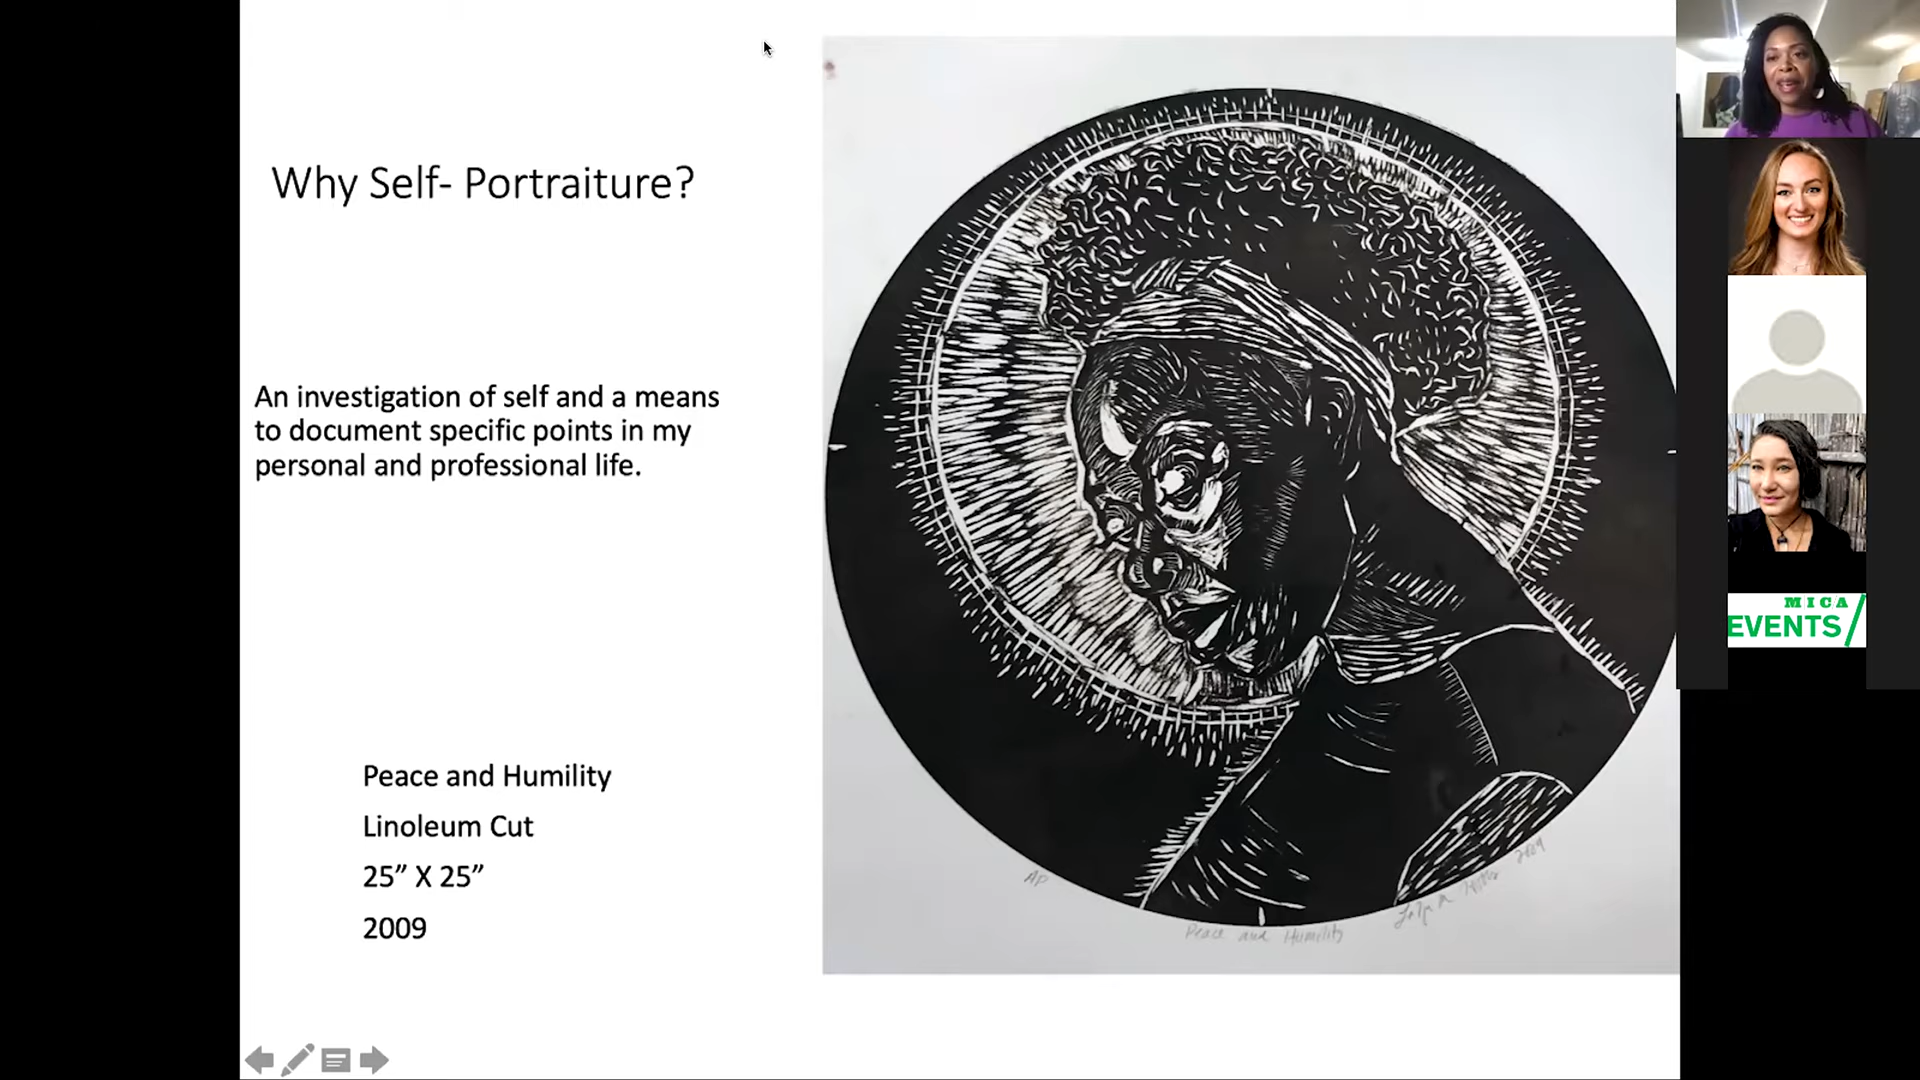 Why Self- Portraiture?
An investigation of self and a means
to document specific points in my
personal and professional life.
Peace and Humility
Linoleum Cut
25” X 25”
2009
AP
Peace and Humility
2009
MICA
EVENTS/